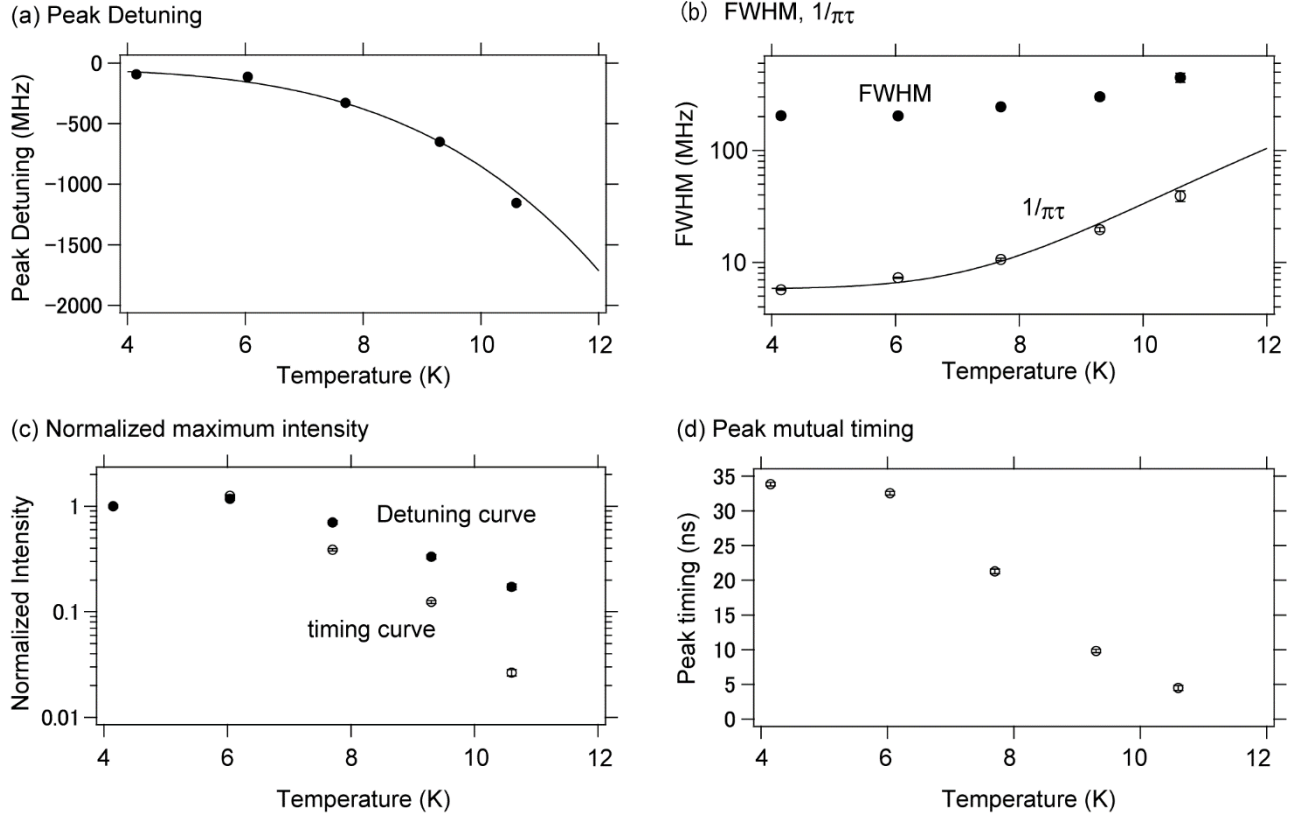 (a) Peak Detuning
Peak Detuning (MHz)
0
−500
−1000
−1500
−2000
4 6 8 10 12
Temperature (K)
(b) FWHM, 1/πτ
FWHM (MHz)
100
10
FWHM
1/πτ
4 6 8 10 12
Temperature (K)
(c) Normalized maximum intensity
Normalized Intensity
1
0.1
0.01
Detuning curve
timing curve
4 6 8 10 12
Temperature (K)
(d) Peak mutual timing
Peak timing (ns)
35
30
25
20
15
10
5
0
4 6 8 10 12
Temperature (K)